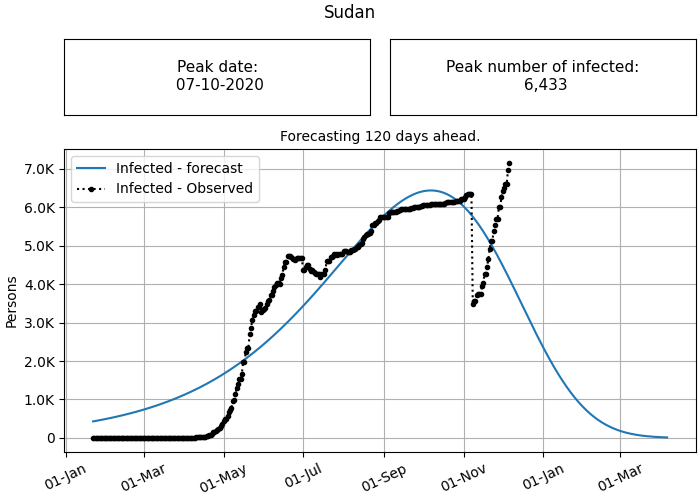 Sudan
Peak date:
07-10-2020
Peak number of infected:
6,433
Forecasting 120 days ahead.
Infected - forecast
Infected - Observed
Persons
7.0K
6.0K
5.0K
4.0K
3.0K
2.0K
1.0K
0
01-Jan
01-Mar
01-May
01-Jul
01-Sep
01-Nov
01-Jan
01-Mar